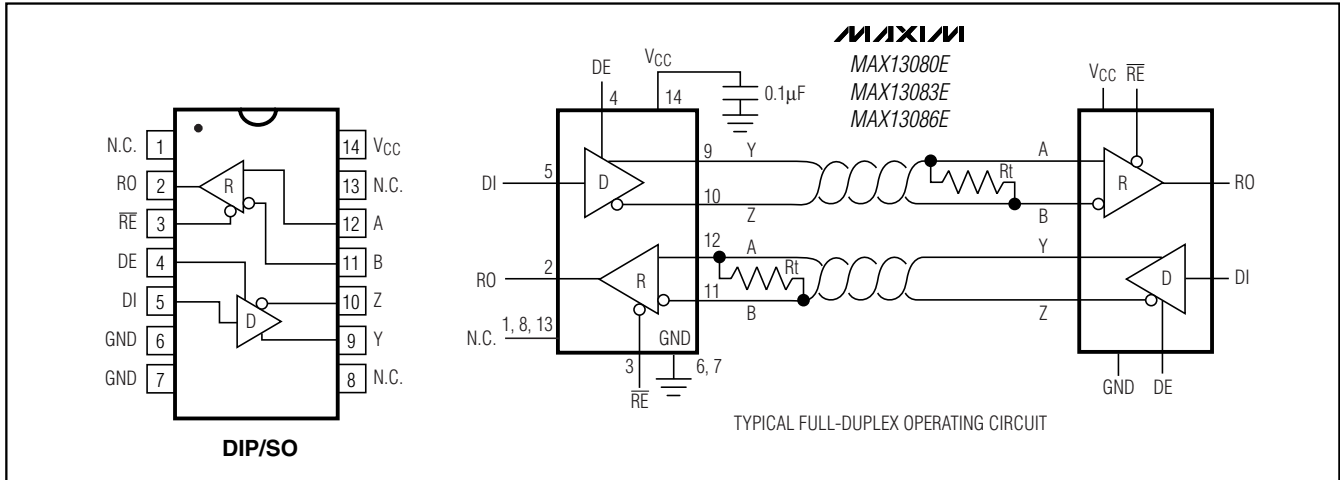 MAXIM
MAX13080E
MAX13083E
MAX13086E
N.C. 1
RO 2
RE 3
DE 4
DI 5
GND 6
GND 7
14 VCC
13 N.C.
12 A
11 B
10 Z
9 Y
8 N.C.
R
D
DIP/SO
DE
4
VCC
14
0.1μF
DI
5
D
9 Y
10 Z
RO
2
R
12 A
11 B
Rt
Rt
N.C. 1, 8, 13
3
RE
GND
6, 7
VCC RE
A
B
R
RO
Y
Z
D
DI
GND DE
TYPICAL FULL-DUPLEX OPERATING CIRCUIT